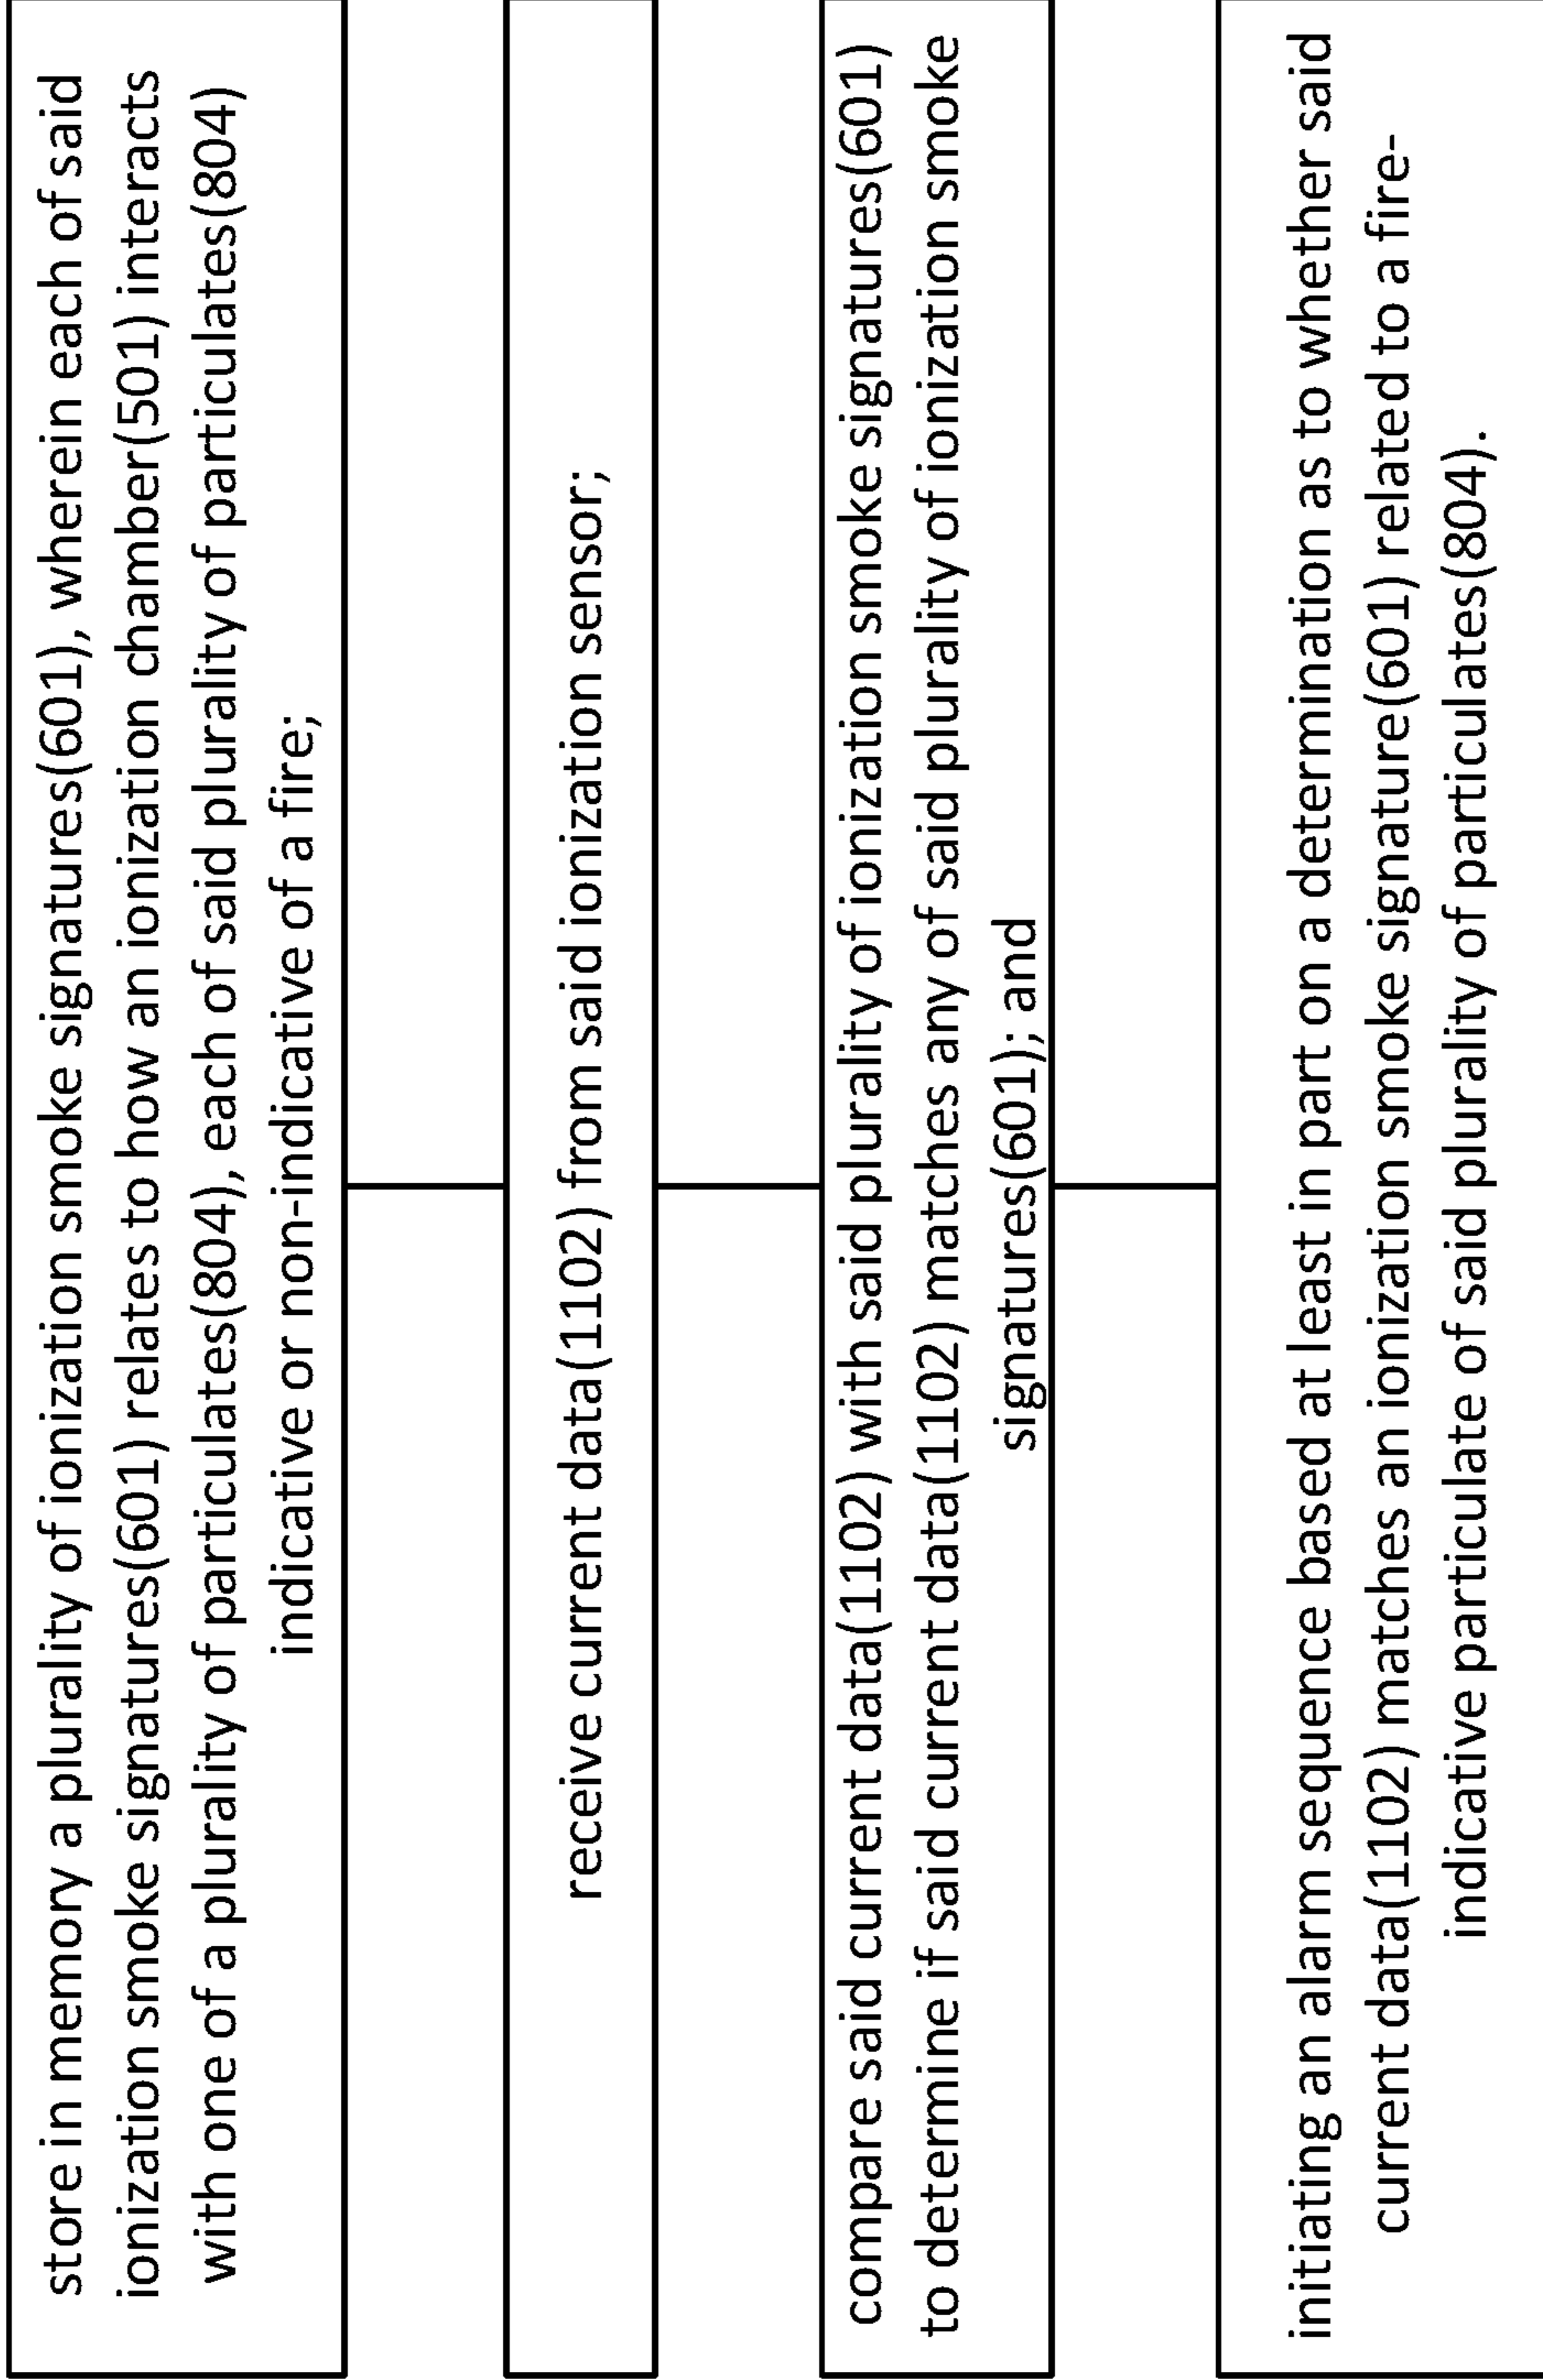 store in memory a plurality of ionization smoke signatures(601), wherein each of said
ionization smoke signatures(601) relates to how an ionization chamber(501) interacts
with one of a plurality of particulates(804), each of said plurality of particulates(804)
indicative or non-indicative of a fire;
receive current data(1102) from said ionization sensor;
compare said current data(1102) with said plurality of ionization smoke signatures(601)
to determine if said current data(1102) matches any of said plurality of ionization smoke
signatures(601); and
initiating an alarm sequence based at least in part on a determination as to whether said
current data(1102) matches an ionization smoke signature(601) related to a fire-
indicative particulate of said plurality of particulates(804).